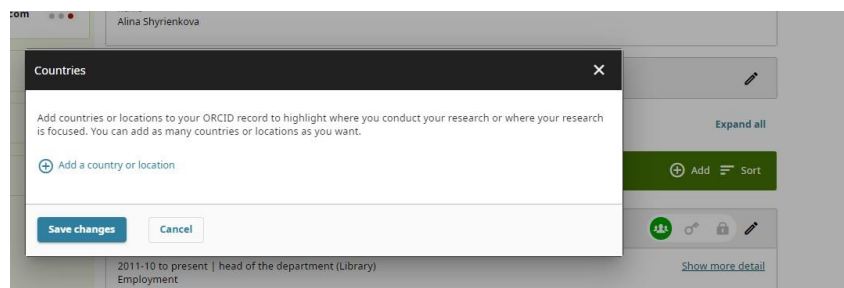 com
Alina Shyrienkova
Countries
Add countries or locations to your ORCID record to highlight where you conduct your research or where your research
is focused. You can add as many countries or locations as you want.
Expand all
Add a country or location
Add Sort
Save changes Cancel
2011-10 to present | head of the department (Library)
Show more detail
Employment